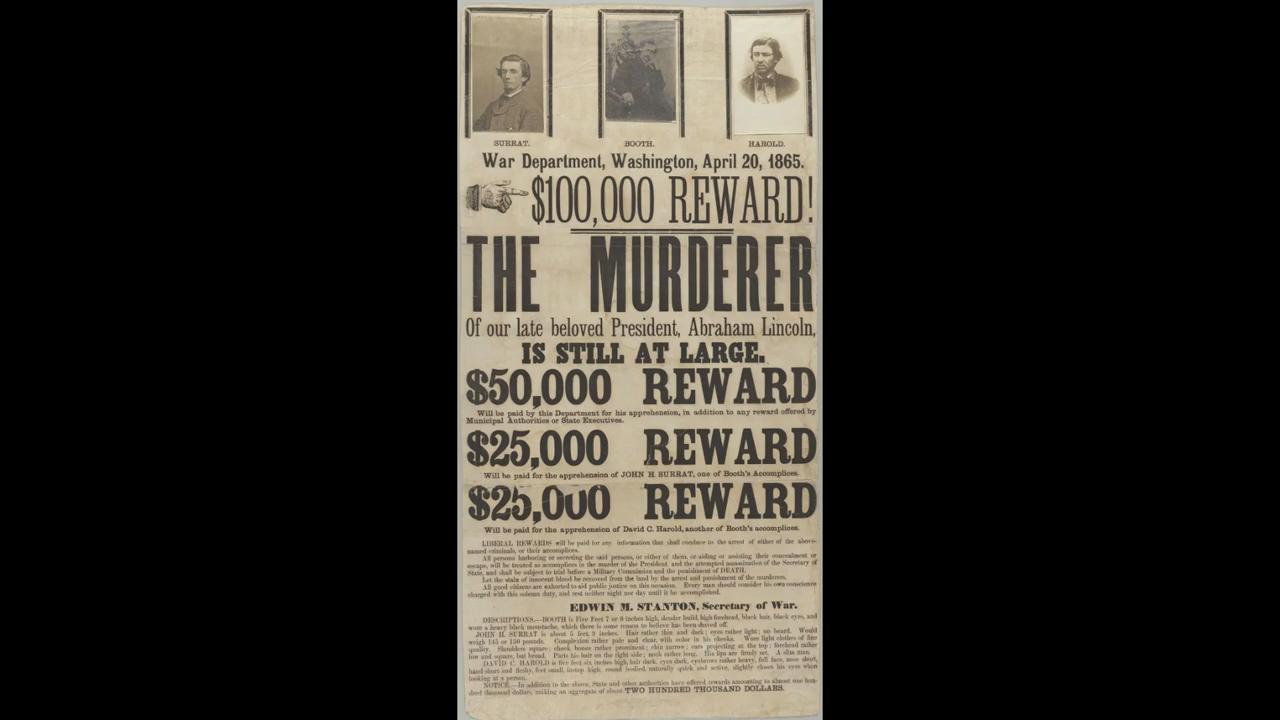 SURRAT. BOOTH. HAROLD.
War Department, Washington, April 20, 1865.
$100,000 REWARD!
THE MURDERER
Of our late beloved President, Abraham Lincoln,
IS STILL AT LARGE.
$50,000 REWARD
Will be paid by this Department for his apprehension, in addition to any reward offered by
Municipal Authorities or State Executives.
$25,000 REWARD
Will be paid for the apprehension of JOHN H. SURRAT, one of Booth's Accomplices.
$25,000 REWARD
Will be paid for the apprehension of David C. Harold, another of Booth's accomplices.
LIBERAL REWARDS will be paid for any information that shall conduce to the arrest of either of the above-
named criminals, or their accomplices.
All persons harboring or secreting the said persons, or either of them, or aiding or assisting their concealment or
escape, will be treated as accomplices in the murder of the President and the attempted assassination of the Secretary of
State, and shall be subject to trial before a Military Commission and the punishment of DEATH.
Let the stain of innocent blood be removed from the land by the arrest and punishment of the murderers.
All good citizens are exhorted to aid public justice on this occasion. Every man should consider his own conscience
charged with this solemn duty, and rest neither night nor day until it be accomplished.
EDWIN M. STANTON, Secretary of War.
DESCRIPTIONS.—BOOTH is Five Feet 7 or 8 inches high, slender build, high forehead, black hair, black eyes, and
wore a heavy black moustache, which there is some reason to believe has been shaved off.
JOHN H. SURRAT is about 5 feet, 9 inches. Hair rather thin and dark; eyes rather light; no beard. Would
weigh 145 or 150 pounds. Complexion rather pale and clear, with color in his cheeks. Wore light clothes of fine
quality. Shoulders square; cheek bones rather prominent; chin narrow; ears projecting at the top; forehead rather
low and square, but broad. Parts his hair on the right side; neck rather long. His lips are firmly set. A slim man.
DAVID C. HAROLD is five feet six inches high, hair dark, eyes dark, eyebrows rather heavy, full face, nose short,
hand short and fleshy, feet small, instep high, round bodied, naturally quick and active, slightly closes his eyes when
looking at a person.
NOTICE.—In addition to the above, State and other authorities have offered rewards amounting to almost one hun-
dred thousand dollars, making an aggregate of about TWO HUNDRED THOUSAND DOLLARS.